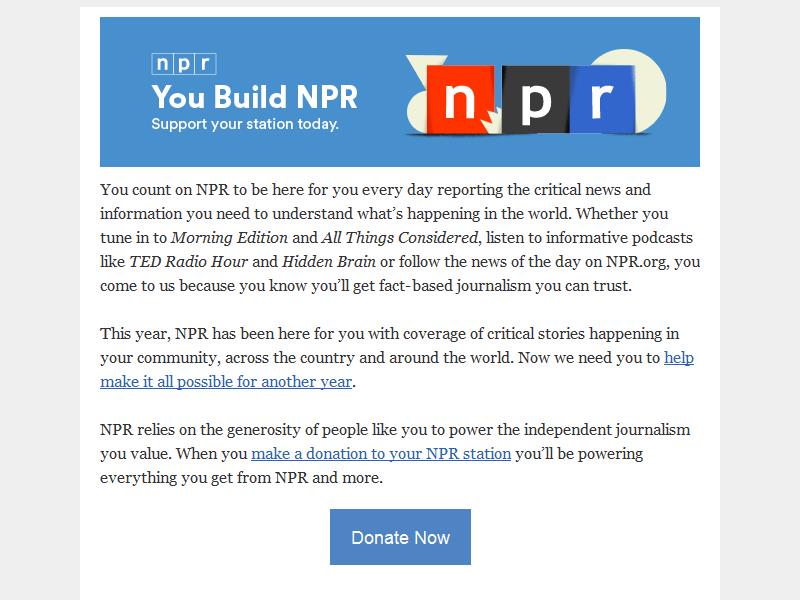 npr
You Build NPR
Support your station today.
npr
You count on NPR to be here for you every day reporting the critical news and
information you need to understand what’s happening in the world. Whether you
tune in to Morning Edition and All Things Considered, listen to informative podcasts
like TED Radio Hour and Hidden Brain or follow the news of the day on NPR.org, you
come to us because you know you’ll get fact-based journalism you can trust.
This year, NPR has been here for you with coverage of critical stories happening in
your community, across the country and around the world. Now we need you to help
make it all possible for another year.
NPR relies on the generosity of people like you to power the independent journalism
you value. When you make a donation to your NPR station you’ll be powering
everything you get from NPR and more.
Donate Now